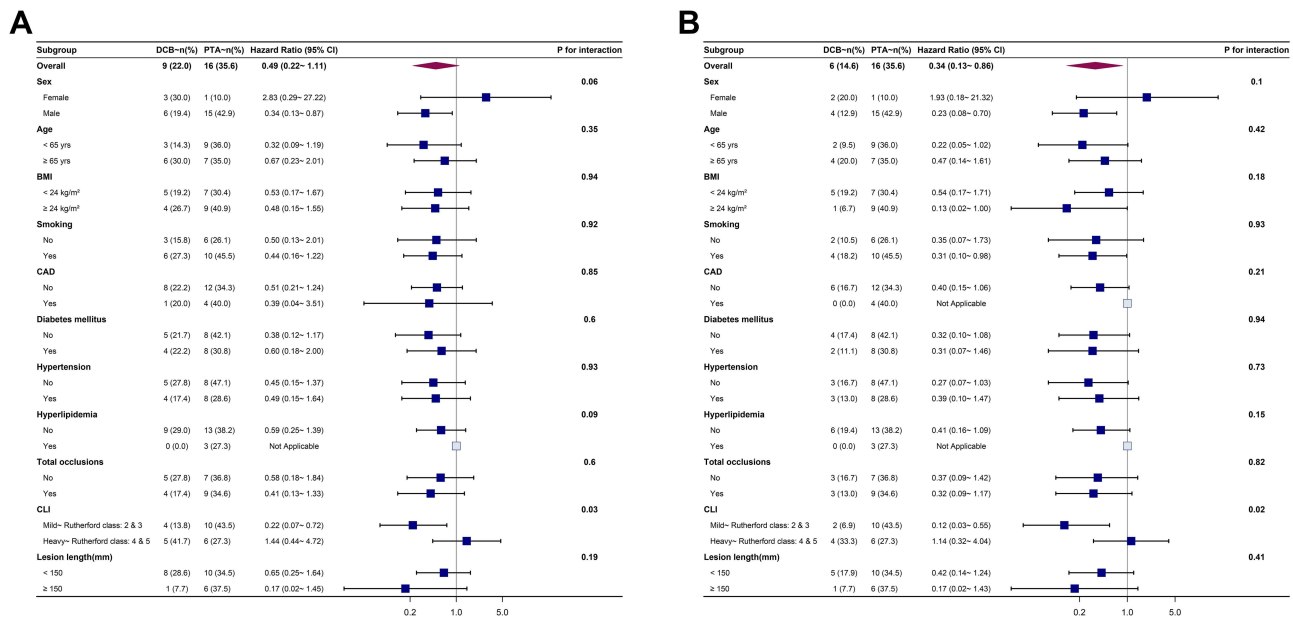 A
Subgroup DCB~n(%) PTA~n(%) Hazard Ratio (95% CI) P for interaction
Overall 9 (22.0) 16 (35.6) 0.49 (0.22~ 1.11)
Sex 0.06
Female 3 (30.0) 1 (10.0) 2.83 (0.29~ 27.22)
Male 6 (19.4) 15 (42.9) 0.34 (0.13~ 0.87)
Age 0.35
< 65 yrs 3 (14.3) 9 (36.0) 0.32 (0.09~ 1.19)
≥ 65 yrs 6 (30.0) 7 (35.0) 0.67 (0.23~ 2.01)
BMI 0.94
< 24 kg/m² 5 (19.2) 7 (30.4) 0.53 (0.17~ 1.67)
≥ 24 kg/m² 4 (26.7) 9 (40.9) 0.48 (0.15~ 1.55)
Smoking 0.92
No 3 (15.8) 6 (26.1) 0.50 (0.13~ 2.01)
Yes 6 (27.3) 10 (45.5) 0.44 (0.16~ 1.22)
CAD 0.85
No 8 (22.2) 12 (34.3) 0.51 (0.21~ 1.24)
Yes 1 (20.0) 4 (40.0) 0.39 (0.04~ 3.51)
Diabetes mellitus 0.6
No 5 (21.7) 8 (42.1) 0.38 (0.12~ 1.17)
Yes 4 (22.2) 8 (30.8) 0.60 (0.18~ 2.00)
Hypertension 0.93
No 5 (27.8) 8 (47.1) 0.45 (0.15~ 1.37)
Yes 4 (17.4) 8 (28.6) 0.49 (0.15~ 1.64)
Hyperlipidemia 0.09
No 9 (29.0) 13 (38.2) 0.59 (0.25~ 1.39)
Yes 0 (0.0) 3 (27.3) Not Applicable
Total occlusions 0.6
No 5 (27.8) 7 (36.8) 0.58 (0.18~ 1.84)
Yes 4 (17.4) 9 (34.6) 0.41 (0.13~ 1.33)
CLI 0.03
Mild~ Rutherford class: 2 & 3 4 (13.8) 10 (43.5) 0.22 (0.07~ 0.72)
Heavy~ Rutherford class: 4 & 5 5 (41.7) 6 (27.3) 1.44 (0.44~ 4.72)
Lesion length(mm) 0.19
< 150 8 (28.6) 10 (34.5) 0.65 (0.25~ 1.64)
≥ 150 1 (7.7) 6 (37.5) 0.17 (0.02~ 1.45)
0.2 1.0 5.0
B
Subgroup DCB~n(%) PTA~n(%) Hazard Ratio (95% CI) P for interaction
Overall 6 (14.6) 16 (35.6) 0.34 (0.13~ 0.86)
Sex 0.1
Female 2 (20.0) 1 (10.0) 1.93 (0.18~ 21.32)
Male 4 (12.9) 15 (42.9) 0.23 (0.08~ 0.70)
Age 0.42
< 65 yrs 2 (9.5) 9 (36.0) 0.22 (0.05~ 1.02)
≥ 65 yrs 4 (20.0) 7 (35.0) 0.47 (0.14~ 1.61)
BMI 0.18
< 24 kg/m² 5 (19.2) 7 (30.4) 0.54 (0.17~ 1.71)
≥ 24 kg/m² 1 (6.7) 9 (40.9) 0.13 (0.02~ 1.00)
Smoking 0.93
No 2 (10.5) 6 (26.1) 0.35 (0.07~ 1.73)
Yes 4 (18.2) 10 (45.5) 0.31 (0.10~ 0.98)
CAD 0.21
No 6 (16.7) 12 (34.3) 0.40 (0.15~ 1.06)
Yes 0 (0.0) 4 (40.0) Not Applicable
Diabetes mellitus 0.94
No 4 (17.4) 8 (42.1) 0.32 (0.10~ 1.08)
Yes 2 (11.1) 8 (30.8) 0.31 (0.07~ 1.46)
Hypertension 0.73
No 3 (16.7) 8 (47.1) 0.27 (0.07~ 1.03)
Yes 3 (13.0) 8 (28.6) 0.39 (0.10~ 1.47)
Hyperlipidemia 0.15
No 6 (19.4) 13 (38.2) 0.41 (0.16~ 1.09)
Yes 0 (0.0) 3 (27.3) Not Applicable
Total occlusions 0.82
No 3 (16.7) 7 (36.8) 0.37 (0.09~ 1.42)
Yes 3 (13.0) 9 (34.6) 0.32 (0.09~ 1.17)
CLI 0.02
Mild~ Rutherford class: 2 & 3 2 (6.9) 10 (43.5) 0.12 (0.03~ 0.55)
Heavy~ Rutherford class: 4 & 5 4 (33.3) 6 (27.3) 1.14 (0.32~ 4.04)
Lesion length(mm) 0.41
< 150 5 (17.9) 10 (34.5) 0.42 (0.14~ 1.24)
≥ 150 1 (7.7) 6 (37.5) 0.17 (0.02~ 1.43)
0.2 1.0 5.0